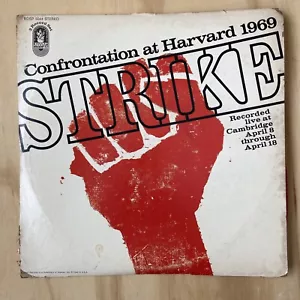 Confrontation at Harvard 1969
STRIKE
Recorded
live at
Cambridge
April 8
through
April 18